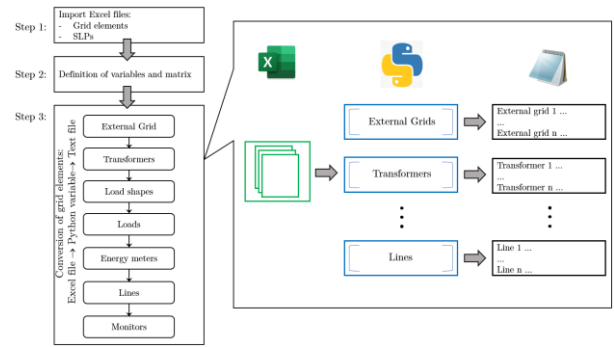 Step 1:
Import Excel files:
- Grid elements
- SLPs
Step 2:
Definition of variables and matrix
Step 3:
Conversion of grid elements:
Excel file → Python variable → Text file
External Grid
Transformers
Load shapes
Loads
Energy meters
Lines
Monitors
External Grids
External grid 1 ...
...
External grid n ...
Transformers
Transformer 1 ...
...
Transformer n ...
Lines
Line 1 ...
...
Line n ...